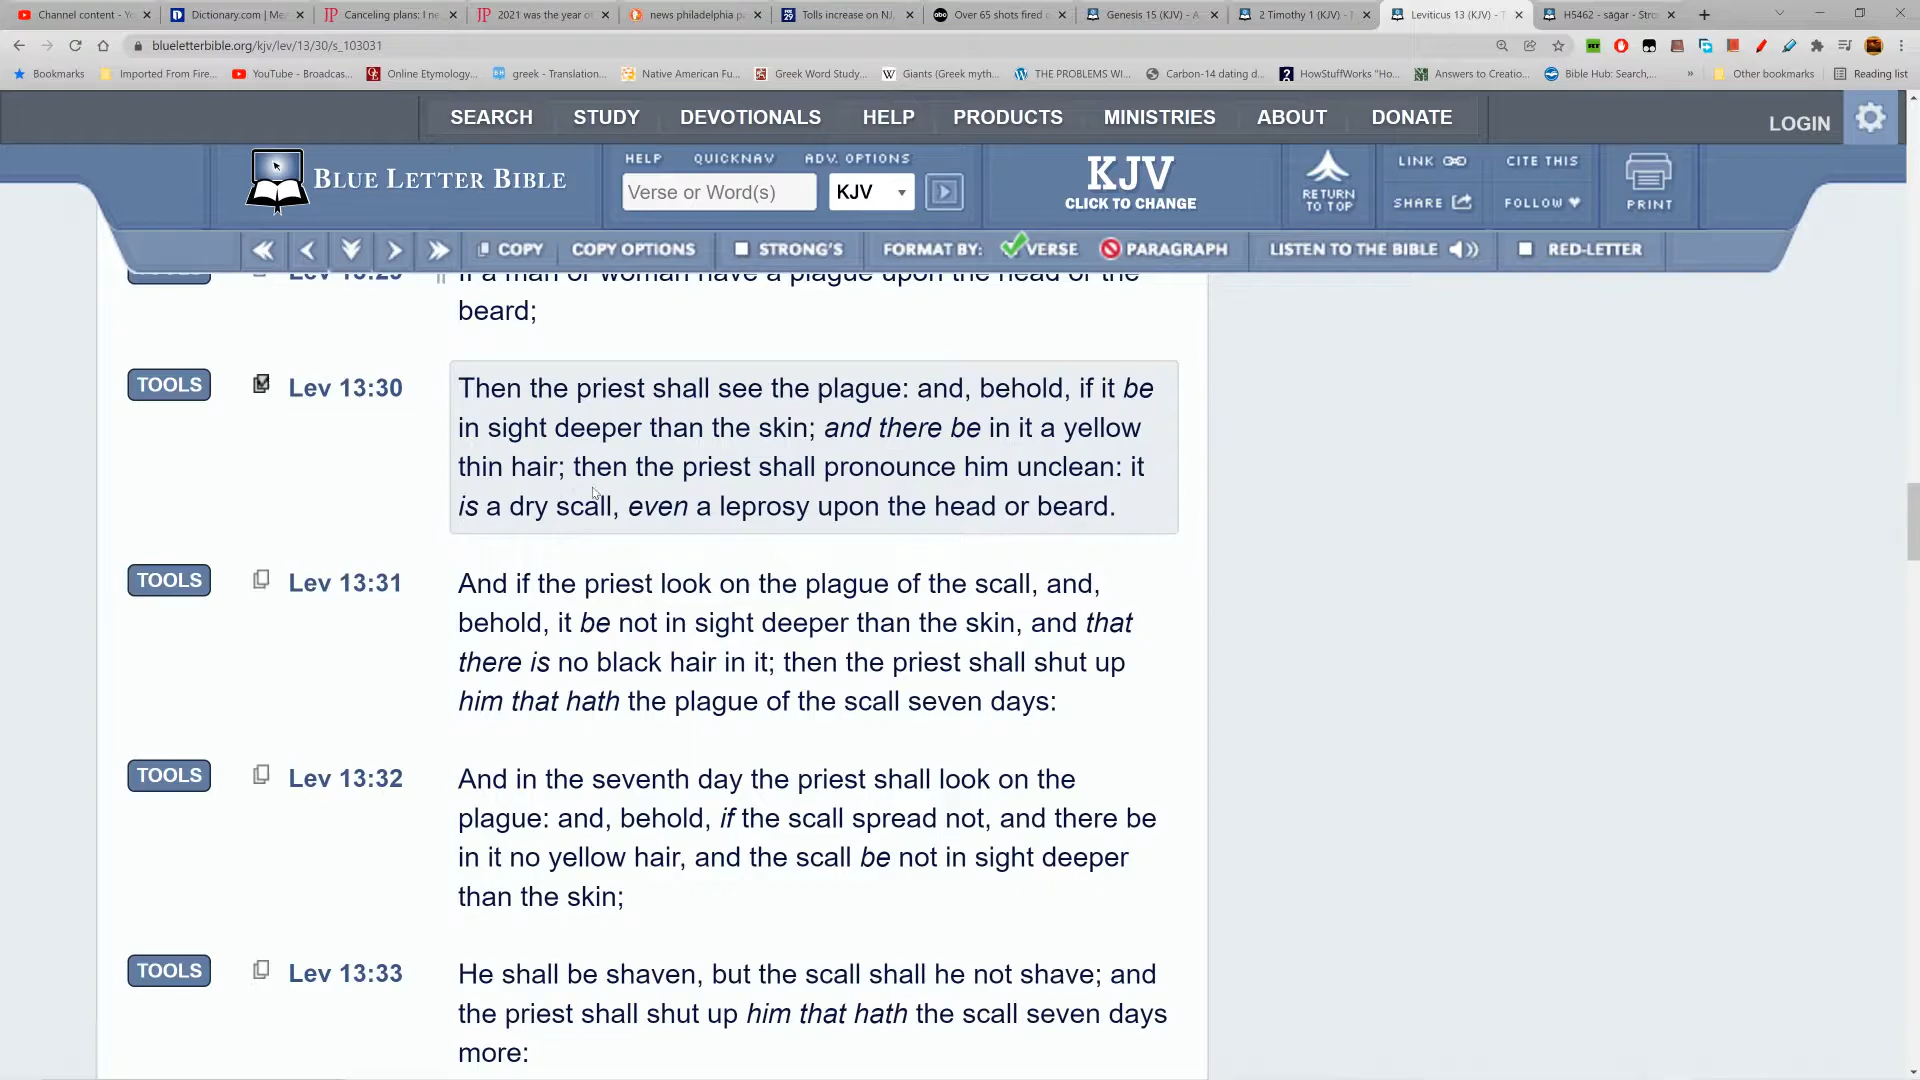 Channel content - Yo
Dictionary.com | Me
Canceling plans: I ne
2021 was the year o
news philadelphia p
Tolls increase on NJ
Over 65 shots fired
Genesis 15 (KJV) - A
2 Timothy 1 (KJV) - T
Leviticus 13 (KJV) - T
H5462 - sāgar - Stro
blueletterbible.org/kjv/lev/13/30/s_103031
Bookmarks Imported From Fire... YouTube - Broadcas... Online Etymology... greek - Translation... Native American Fu... Greek Word Study... Giants (Greek myth... THE PROBLEMS WI... Carbon-14 dating d... HowStuffWorks "Ho... Answers to Creatio... Bible Hub: Search,... » Other bookmarks Reading list
SEARCH STUDY DEVOTIONALS HELP PRODUCTS MINISTRIES ABOUT DONATE LOGIN
BLUE LETTER BIBLE
HELP QUICKNAV ADV. OPTIONS
Verse or Word(s) KJV
KJV
CLICK TO CHANGE
RETURN
TO TOP
LINK CITE THIS
SHARE FOLLOW
PRINT
COPY COPY OPTIONS STRONG'S FORMAT BY: VERSE PARAGRAPH LISTEN TO THE BIBLE RED-LETTER
Lev 13:29 If a man or woman have a plague upon the head or the
beard;
TOOLS Lev 13:30 Then the priest shall see the plague: and, behold, if it be
in sight deeper than the skin; and there be in it a yellow
thin hair; then the priest shall pronounce him unclean: it
is a dry scall, even a leprosy upon the head or beard.
TOOLS Lev 13:31 And if the priest look on the plague of the scall, and,
behold, it be not in sight deeper than the skin, and that
there is no black hair in it; then the priest shall shut up
him that hath the plague of the scall seven days:
TOOLS Lev 13:32 And in the seventh day the priest shall look on the
plague: and, behold, if the scall spread not, and there be
in it no yellow hair, and the scall be not in sight deeper
than the skin;
TOOLS Lev 13:33 He shall be shaven, but the scall shall he not shave; and
the priest shall shut up him that hath the scall seven days
more: